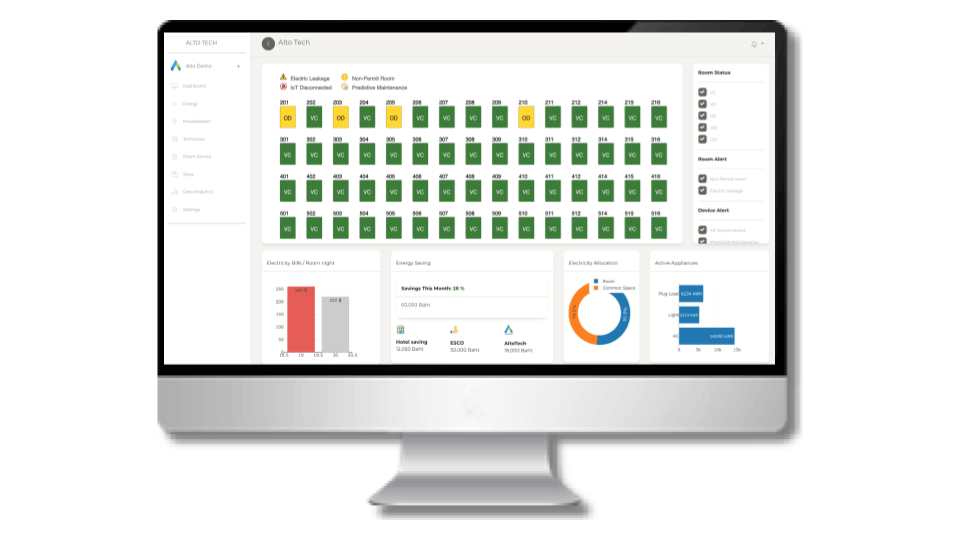 ALTO TECH
Alto Tech
Alto Demo
Dashboard
Energy
Housekeeper
Technician
Room Service
Store
Data Analytics
Settings
Electric Leakage
Non-Permit Room
IoT Disconnected
Predictive Maintenance
201 202 203 204 205 206 207 208 209 210 211 212 213 214 215 216
OD VC OD VC OD VC VC VC VC OD VC VC VC VC VC
301 302 303 304 305 306 307 308 309 310 311 312 314 315 316
VC VC VC VC VC VC VC VC VC VC VC VC VC VC VC
401 402 403 404 405 406 407 408 409 410 411 412 414 415 416
VC VC VC VC VC VC VC VC VC VC VC VC VC VC VC
501 502 503 504 505 506 507 508 509 510 511 512 514 515 516
VC VC VC VC VC VC VC VC VC VC VC VC VC VC VC
Room Status
Room Alert
Non Permit room
Electric leakage
Device Alert
IoT Disconnected
Predictive Maintenance
Electricity Bills / Room night
250
200
150
100
50
0
18.5 19 19.5 20 20.5
Energy Saving
Savings This Month: 28 %
60,000 Baht
Hotel saving
12,000 Baht
ESCO
30,000 Baht
AltoTech
18,000 Baht
Electricity Allocation
Room
Common Space
Active Appliances
Plug Load
Light
AC
0 5k 10k 15k